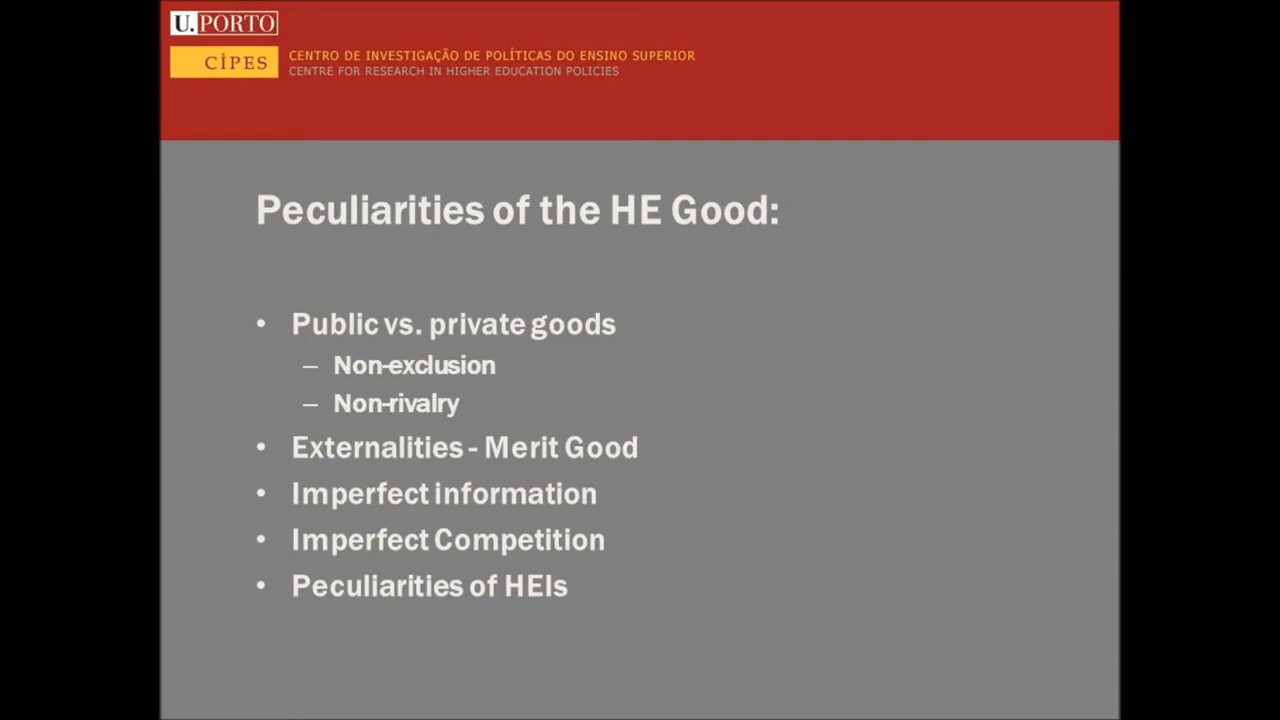 U.PORTO
CIPES
CENTRO DE INVESTIGAÇÃO DE POLÍTICAS DO ENSINO SUPERIOR
CENTRE FOR RESEARCH IN HIGHER EDUCATION POLICIES
Peculiarities of the HE Good:
• Public vs. private goods
– Non-exclusion
– Non-rivalry
• Externalities - Merit Good
• Imperfect information
• Imperfect Competition
• Peculiarities of HEIs